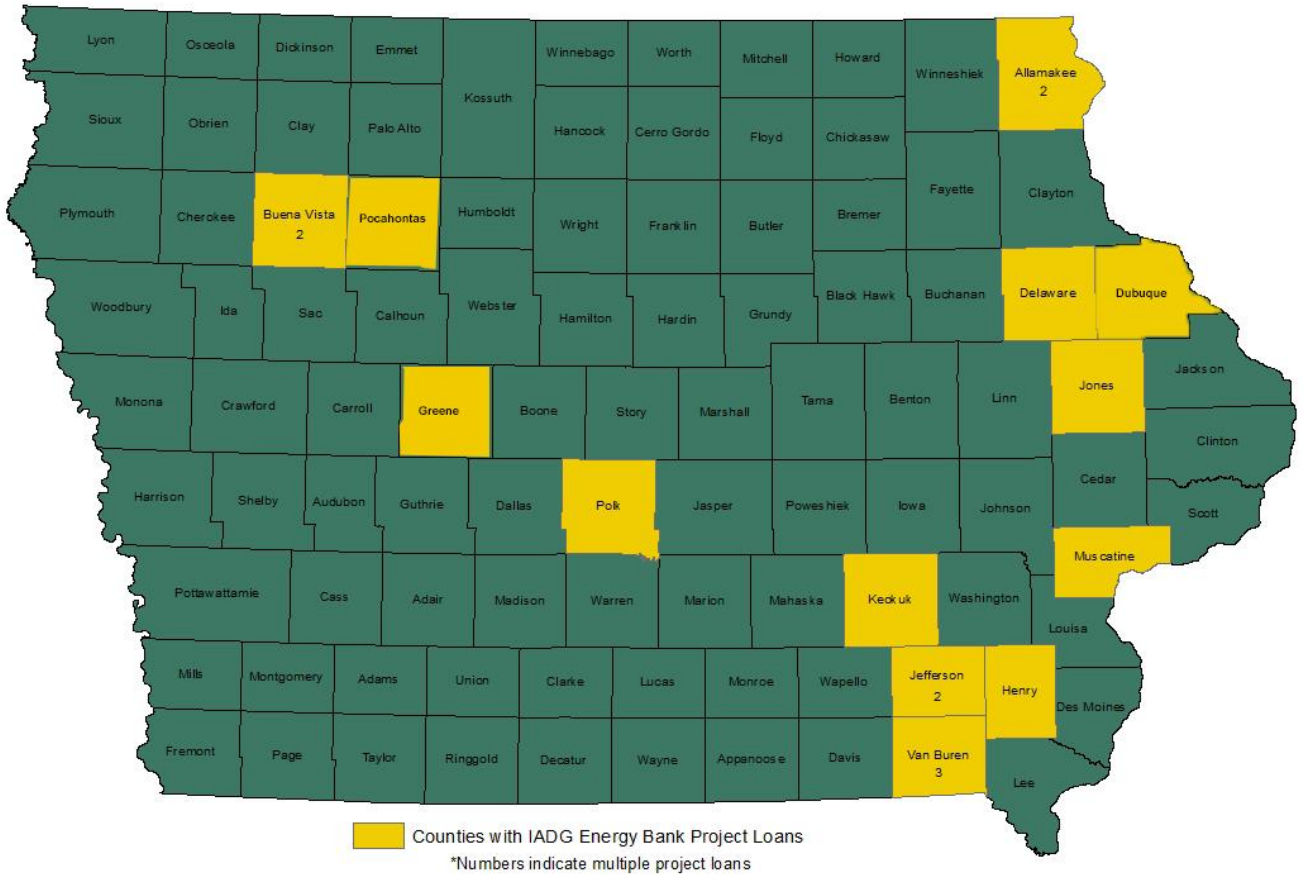 Lyon
Osceola
Dickinson
Emmet
Kossuth
Winnebago
Worth
Mitchell
Howard
Winneshiek
Allamakee
2
Sioux
Obrien
Clay
Palo Alto
Hancock
Cerro Gordo
Floyd
Chickasaw
Fayette
Clayton
Plymouth
Cherokee
Buena Vista
2
Pocahontas
Humboldt
Wright
Franklin
Butler
Bremer
Woodbury
Ida
Sac
Calhoun
Webster
Hamilton
Hardin
Grundy
Black Hawk
Buchanan
Delaware
Dubuque
Monona
Crawford
Carroll
Greene
Boone
Story
Marshall
Tama
Benton
Linn
Jones
Jackson
Clinton
Harrison
Shelby
Audubon
Guthrie
Dallas
Polk
Jasper
Poweshiek
Iowa
Johnson
Cedar
Scott
Muscatine
Pottawattamie
Cass
Adair
Madison
Warren
Marion
Mahaska
Keokuk
Washington
Louisa
Mills
Montgomery
Adams
Union
Clarke
Lucas
Monroe
Wapello
Jefferson
2
Henry
Des Moines
Fremont
Page
Taylor
Ringgold
Decatur
Wayne
Appanoose
Davis
Van Buren
3
Lee
Counties with IADG Energy Bank Project Loans
*Numbers indicate multiple project loans